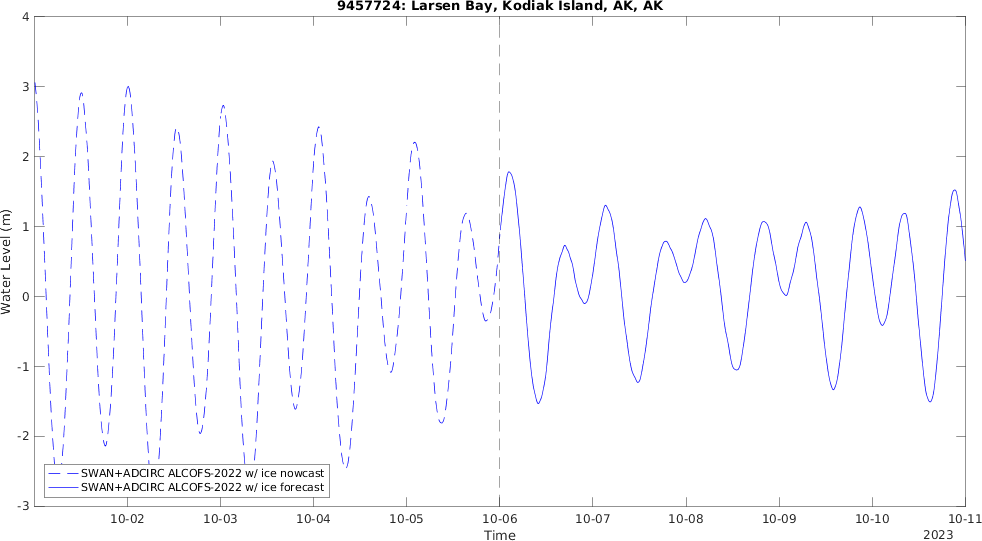 9457724: Larsen Bay, Kodiak Island, AK, AK
4
3
2
1
0
-1
-2
-3
Water Level (m)
SWAN+ADCIRC ALCOFS-2022 w/ ice nowcast
SWAN+ADCIRC ALCOFS-2022 w/ ice forecast
10-02 10-03 10-04 10-05 10-06 10-07 10-08 10-09 10-10 10-11
Time
2023